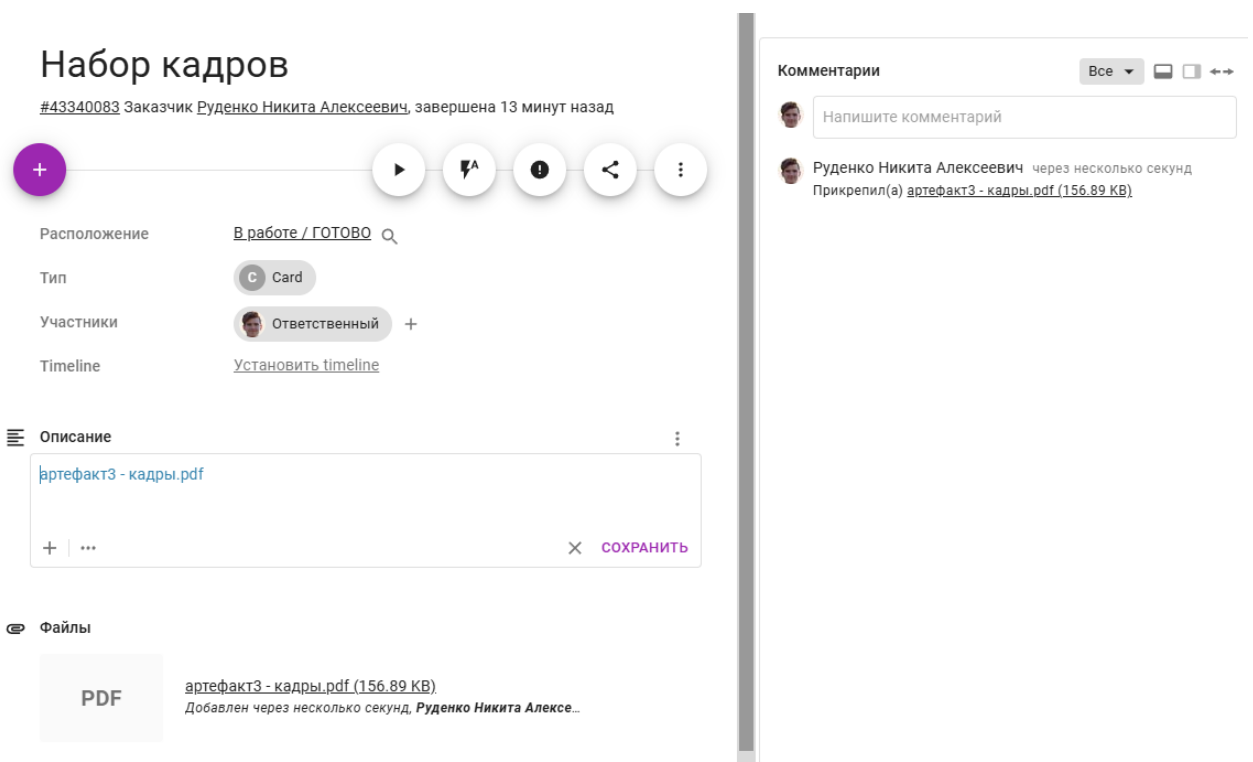 Набор кадров
#43340083 Заказчик Руденко Никита Алексеевич, завершена 13 минут назад
+
A
Расположение В работе / ГОТОВО
Тип C Card
Участники Ответственный +
Timeline Установить timeline
Описание
артефакт3 - кадры.pdf
СОХРАНИТЬ
Файлы
PDF
артефакт3 - кадры.pdf (156.89 KB)
Добавлен через несколько секунд, Руденко Никита Алексе...
Комментарии Все
Напишите комментарий
Руденко Никита Алексеевич через несколько секунд
Прикрепил(а) артефакт3 - кадры.pdf (156.89 KB)